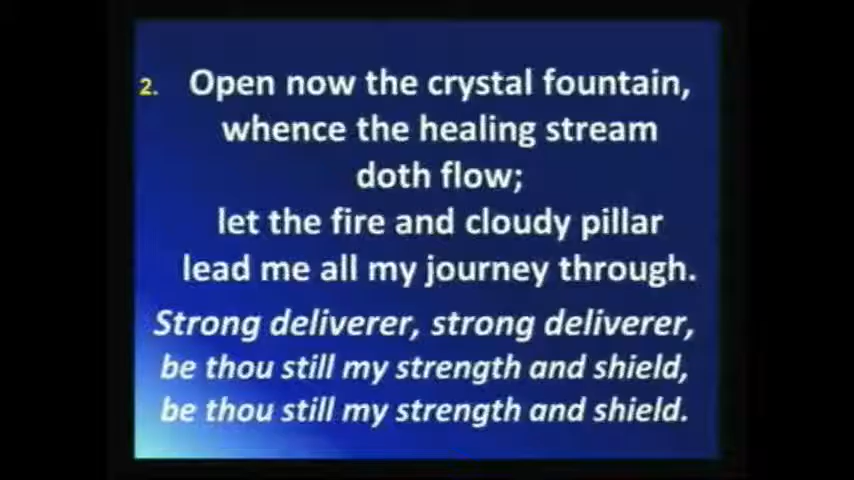 2. Open now the crystal fountain,
whence the healing stream
doth flow;
let the fire and cloudy pillar
lead me all my journey through.
Strong deliverer, strong deliverer,
be thou still my strength and shield,
be thou still my strength and shield.